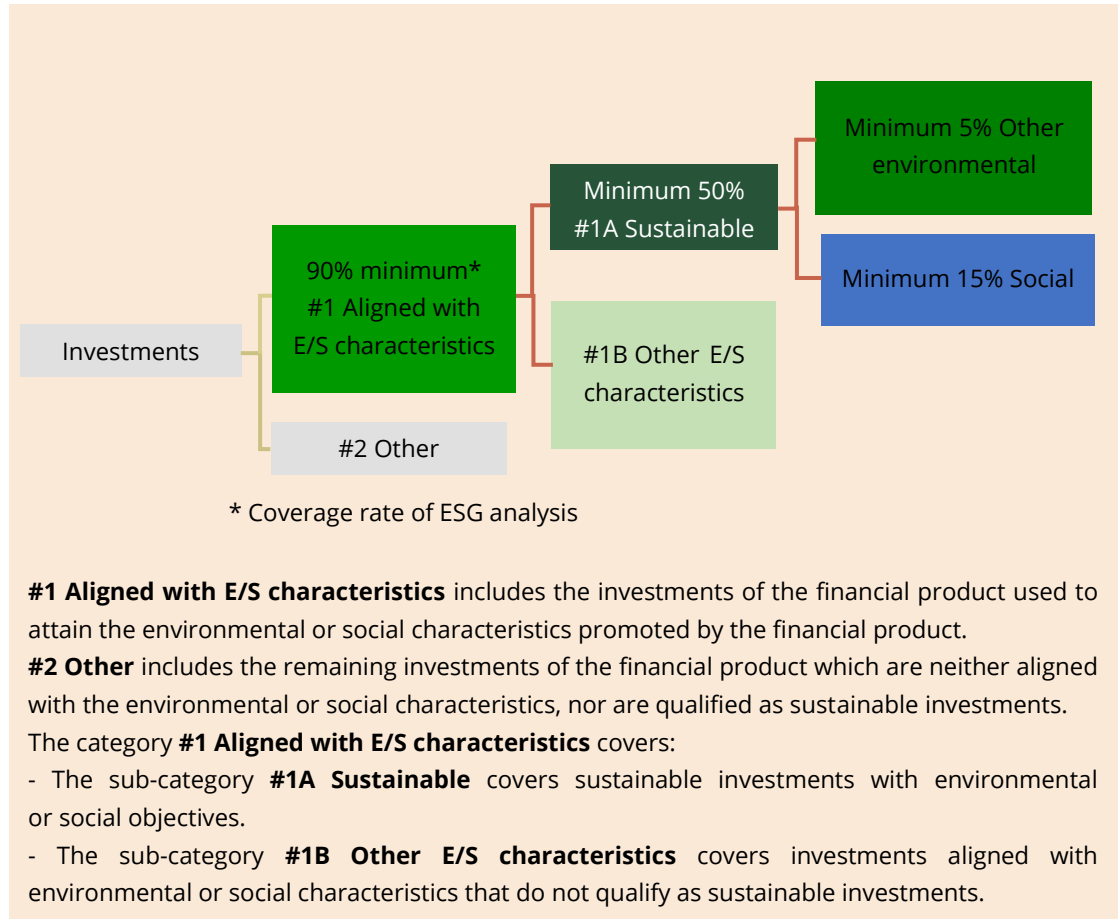 Minimum 5% Other
environmental
Minimum 50%
#1A Sustainable
90% minimum*
#1 Aligned with
E/S characteristics
Minimum 15% Social
Investments
#1B Other E/S
characteristics
#2 Other
* Coverage rate of ESG analysis
#1 Aligned with E/S characteristics includes the investments of the financial product used to
attain the environmental or social characteristics promoted by the financial product.
#2 Other includes the remaining investments of the financial product which are neither aligned
with the environmental or social characteristics, nor are qualified as sustainable investments.
The category #1 Aligned with E/S characteristics covers:
- The sub-category #1A Sustainable covers sustainable investments with environmental
or social objectives.
- The sub-category #1B Other E/S characteristics covers investments aligned with
environmental or social characteristics that do not qualify as sustainable investments.